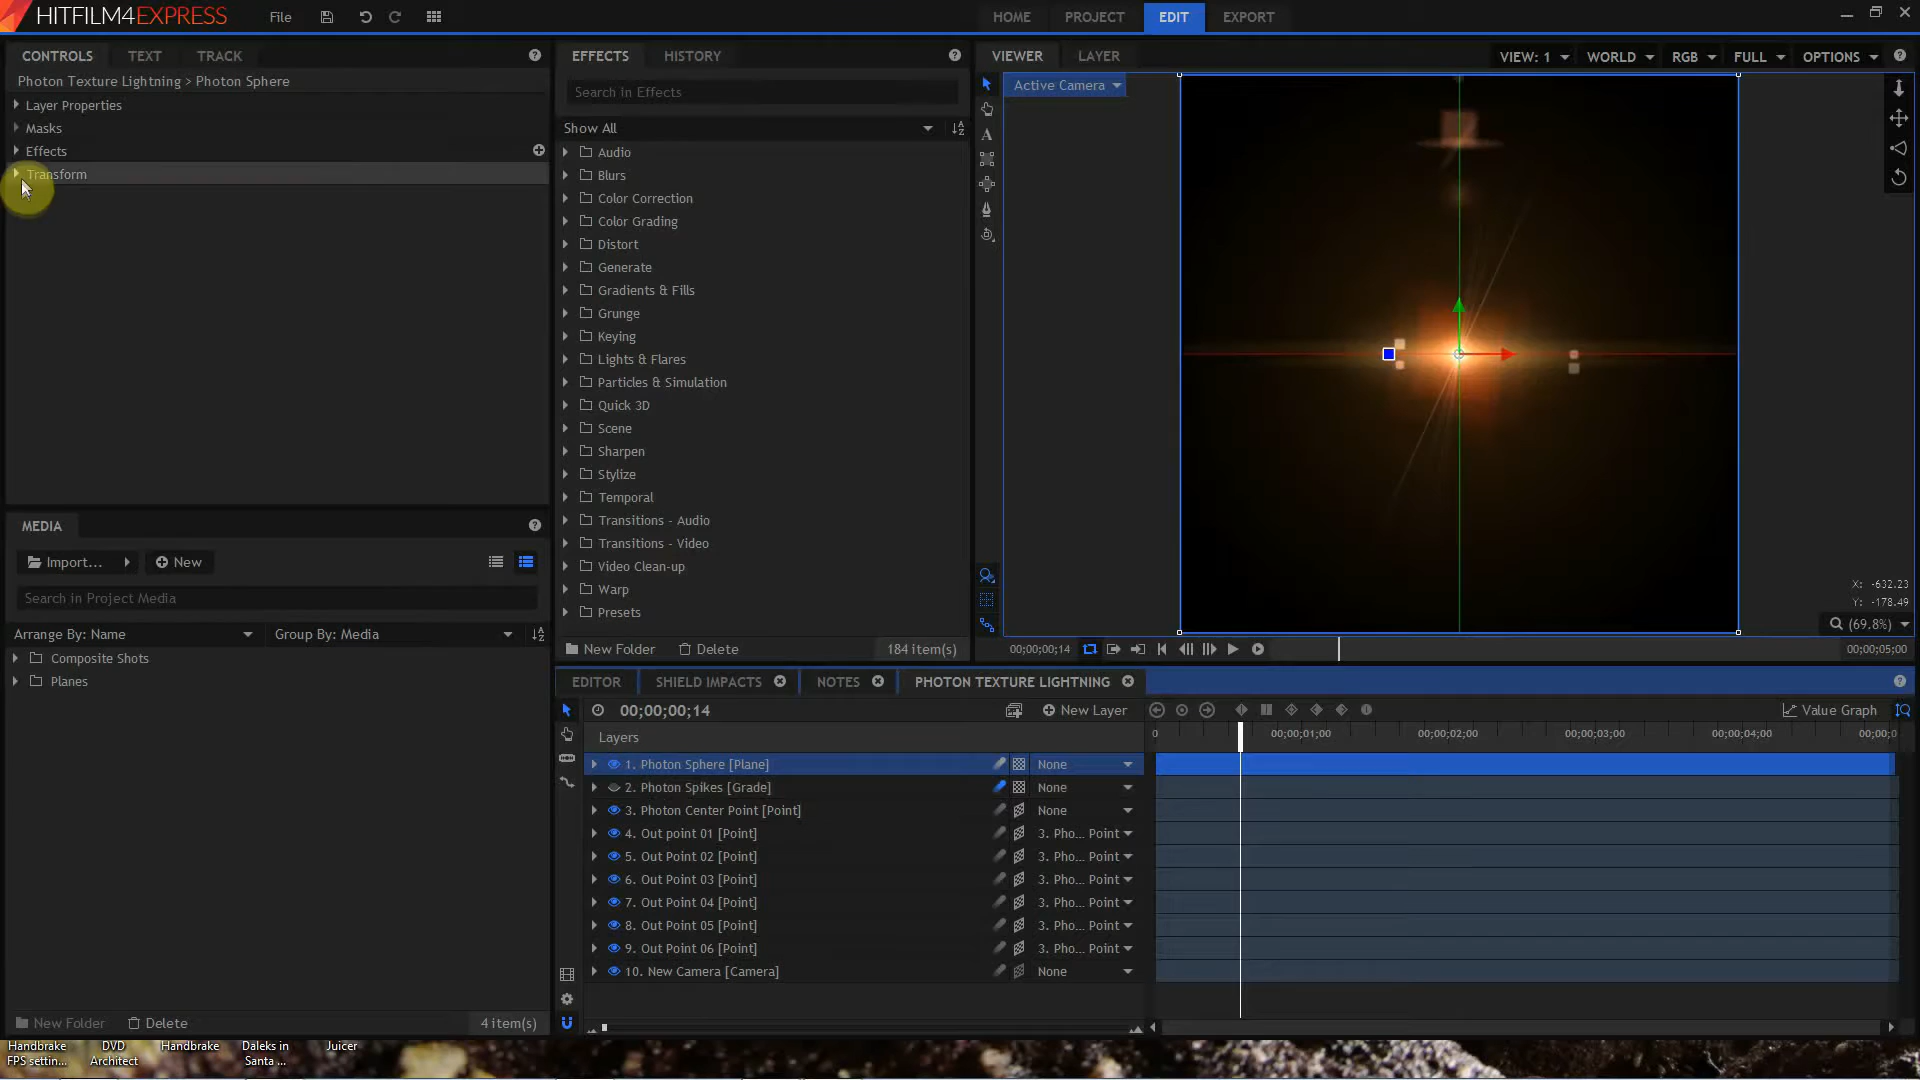 HITFILM4EXPRESS
File
HOME
PROJECT
EDIT
EXPORT
CONTROLS
TEXT
TRACK
Photon Texture Lightning > Photon Sphere
Layer Properties
Masks
Effects
Transform
EFFECTS
HISTORY
Search in Effects
Show All
Audio
Blurs
Color Correction
Color Grading
Distort
Generate
Gradients & Fills
Grunge
Keying
Lights & Flares
Particles & Simulation
Quick 3D
Scene
Sharpen
Stylize
Temporal
Transitions - Audio
Transitions - Video
Video Clean-up
Warp
Presets
New Folder
Delete
184 item(s)
VIEWER
LAYER
VIEW: 1
WORLD
RGB
FULL
OPTIONS
Active Camera
X: -632.23
Y: -178.49
(69.8%)
00;00;00;14
00;00;05;00
MEDIA
Import...
New
Search in Project Media
Arrange By: Name
Group By: Media
Composite Shots
Planes
New Folder
Delete
4 item(s)
EDITOR
SHIELD IMPACTS
NOTES
PHOTON TEXTURE LIGHTNING
00;00;00;14
New Layer
Value Graph
Layers
0
00;00;01;00
00;00;02;00
00;00;03;00
00;00;04;00
00;00;0
1. Photon Sphere [Plane] None
2. Photon Spikes [Grade] None
3. Photon Center Point [Point] None
4. Out point 01 [Point] 3. Pho... Point
5. Out Point 02 [Point] 3. Pho... Point
6. Out Point 03 [Point] 3. Pho... Point
7. Out Point 04 [Point] 3. Pho... Point
8. Out Point 05 [Point] 3. Pho... Point
9. Out Point 06 [Point] 3. Pho... Point
10. New Camera [Camera] None
Handbrake
FPS settin...
DVD
Architect
Handbrake
Daleks in
Santa ...
Juicer